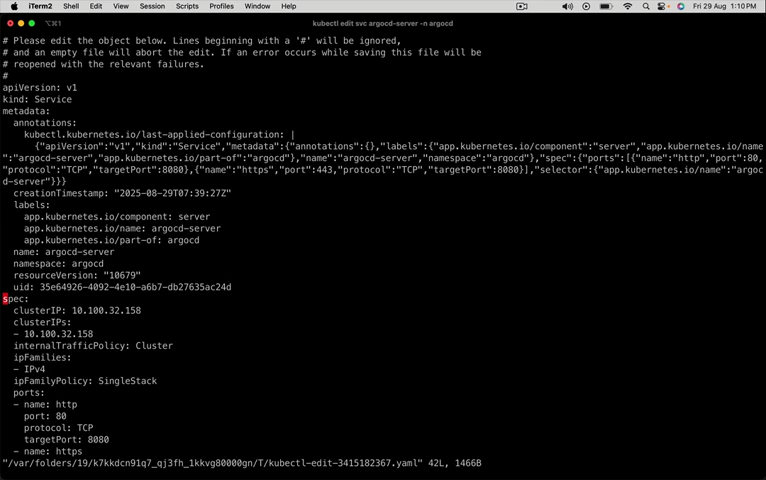 iTerm2 Shell Edit View Session Scripts Profiles Window Help Fri 29 Aug 1:10 PM
⌥⌘1 kubectl edit svc argocd-server -n argocd
# Please edit the object below. Lines beginning with a '#' will be ignored,
# and an empty file will abort the edit. If an error occurs while saving this file will be
# reopened with the relevant failures.
#
apiVersion: v1
kind: Service
metadata:
  annotations:
    kubectl.kubernetes.io/last-applied-configuration: |
      {"apiVersion":"v1","kind":"Service","metadata":{"annotations":{},"labels":{"app.kubernetes.io/component":"server","app.kubernetes.io/name
":"argocd-server","app.kubernetes.io/part-of":"argocd"},"name":"argocd-server","namespace":"argocd"},"spec":{"ports":[{"name":"http","port":80,
"protocol":"TCP","targetPort":8080},{"name":"https","port":443,"protocol":"TCP","targetPort":8080}],"selector":{"app.kubernetes.io/name":"argoc
d-server"}}}
  creationTimestamp: "2025-08-29T07:39:27Z"
  labels:
    app.kubernetes.io/component: server
    app.kubernetes.io/name: argocd-server
    app.kubernetes.io/part-of: argocd
  name: argocd-server
  namespace: argocd
  resourceVersion: "10679"
  uid: 35e64926-4092-4e10-a6b7-db27635ac24d
spec:
  clusterIP: 10.100.32.158
  clusterIPs:
  - 10.100.32.158
  internalTrafficPolicy: Cluster
  ipFamilies:
  - IPv4
  ipFamilyPolicy: SingleStack
  ports:
  - name: http
    port: 80
    protocol: TCP
    targetPort: 8080
  - name: https
"/var/folders/19/k7kkdcn91q7_qj3fh_1kkvg80000gn/T/kubectl-edit-3415182367.yaml" 42L, 1466B